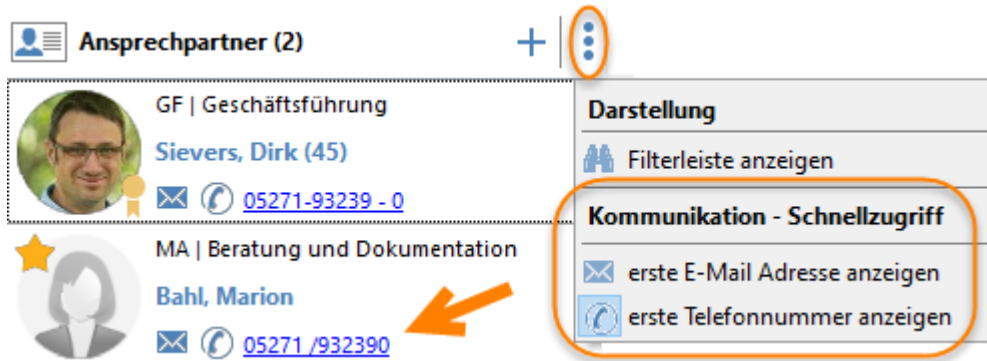 Ansprechpartner (2)
GF | Geschäftsführung
Sievers, Dirk (45)
05271-93239 - 0
MA | Beratung und Dokumentation
Bahl, Marion
05271 /932390
Darstellung
Filterleiste anzeigen
Kommunikation - Schnellzugriff
erste E-Mail Adresse anzeigen
erste Telefonnummer anzeigen